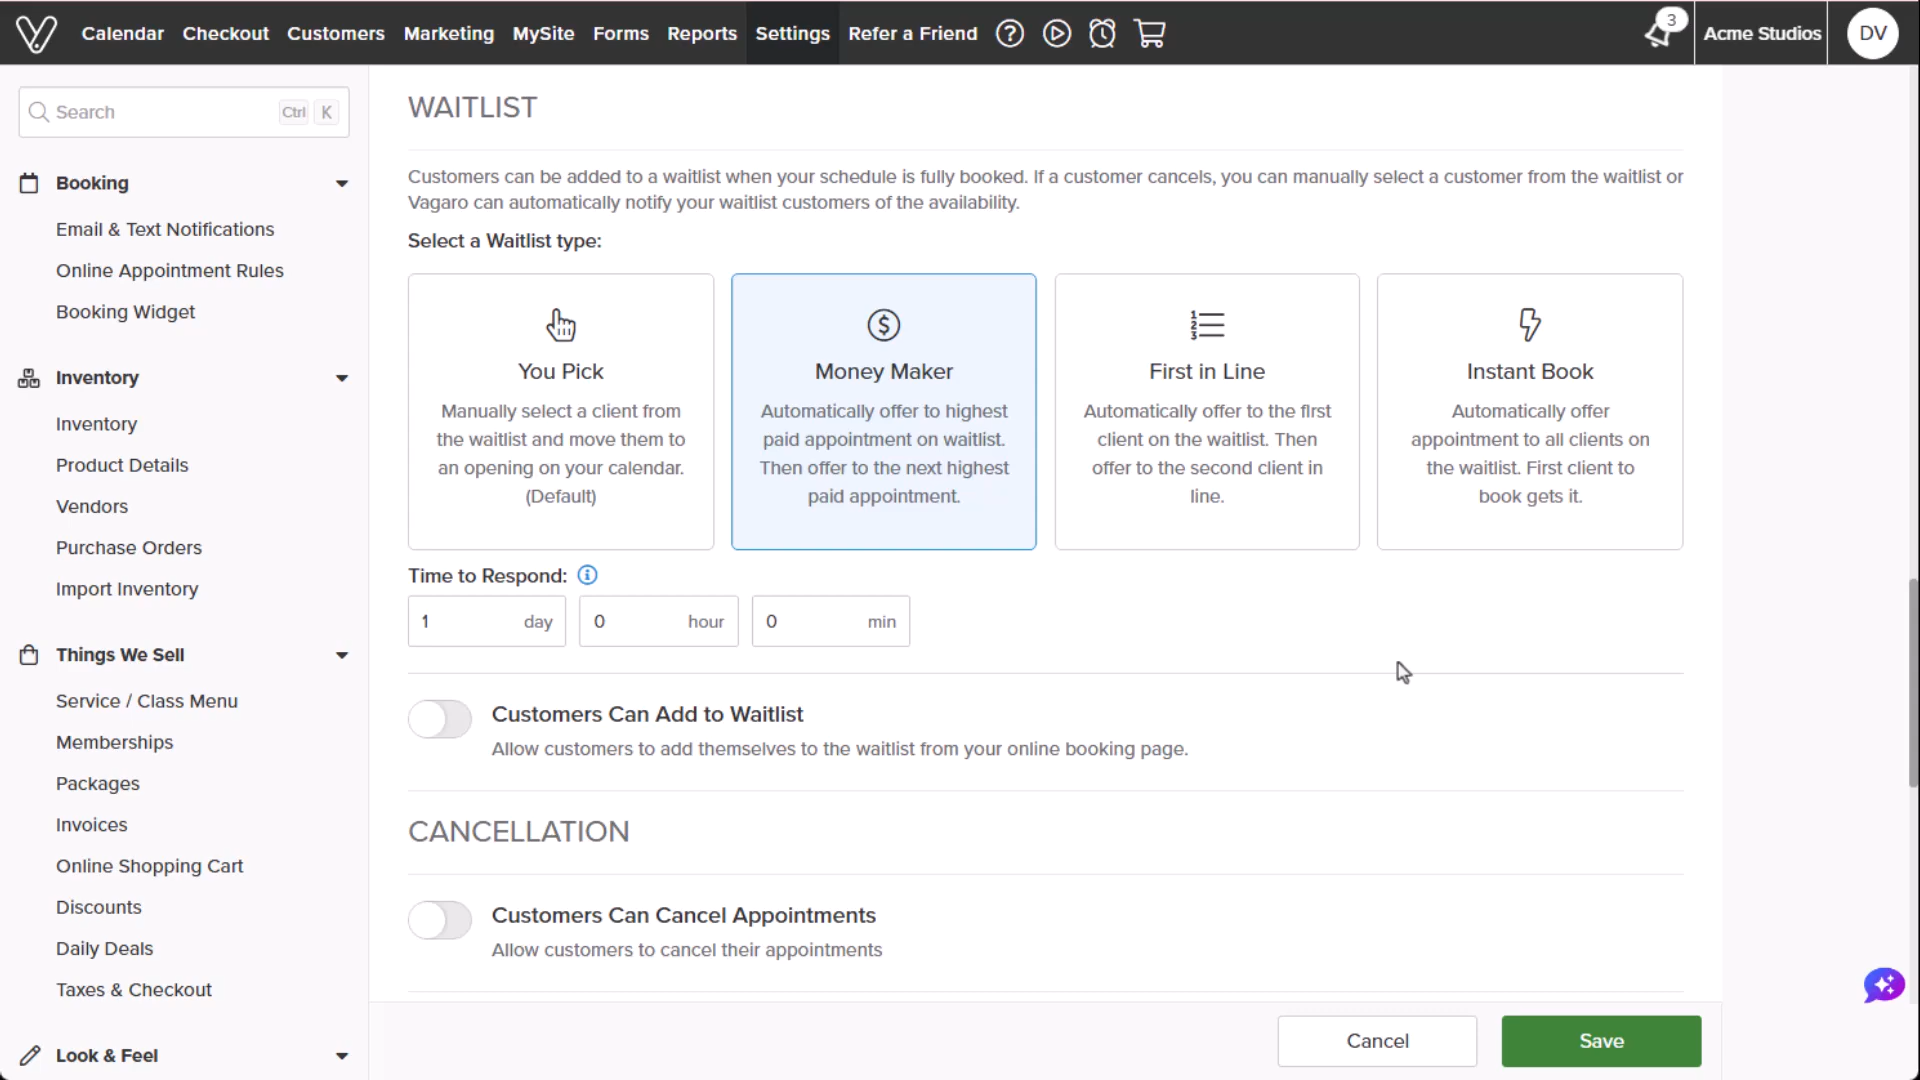 Calendar Checkout Customers Marketing MySite Forms Reports Settings Refer a Friend 3 Acme Studios DV
Search Ctrl K
Booking
Email & Text Notifications
Online Appointment Rules
Booking Widget
Inventory
Inventory
Product Details
Vendors
Purchase Orders
Import Inventory
Things We Sell
Service / Class Menu
Memberships
Packages
Invoices
Online Shopping Cart
Discounts
Daily Deals
Taxes & Checkout
Look & Feel
WAITLIST
Customers can be added to a waitlist when your schedule is fully booked. If a customer cancels, you can manually select a customer from the waitlist or
Vagaro can automatically notify your waitlist customers of the availability.
Select a Waitlist type:
You Pick
Manually select a client from
the waitlist and move them to
an opening on your calendar.
(Default)
Money Maker
Automatically offer to highest
paid appointment on waitlist.
Then offer to the next highest
paid appointment.
1
2
3
First in Line
Automatically offer to the first
client on the waitlist. Then
offer to the second client in
line.
Instant Book
Automatically offer
appointment to all clients on
the waitlist. First client to
book gets it.
Time to Respond:
1 day 0 hour 0 min
Customers Can Add to Waitlist
Allow customers to add themselves to the waitlist from your online booking page.
CANCELLATION
Customers Can Cancel Appointments
Allow customers to cancel their appointments
Cancel Save